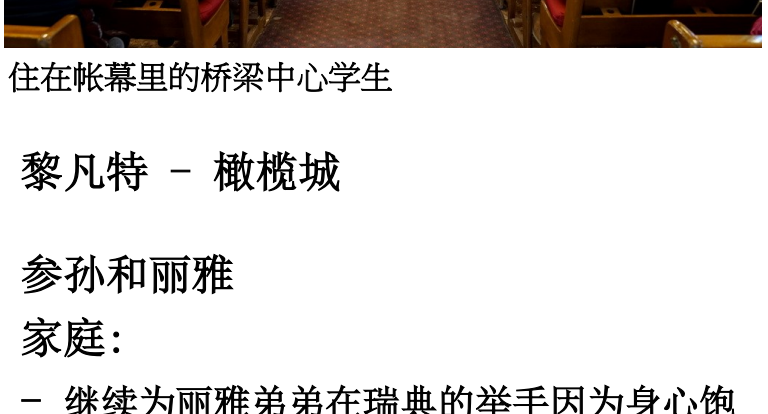 住在帐幕里的桥梁中心学生
黎凡特 - 橄榄城
参孙和丽雅
家庭:
- 继续为丽雅弟弟在瑞典的举手因为身心饱